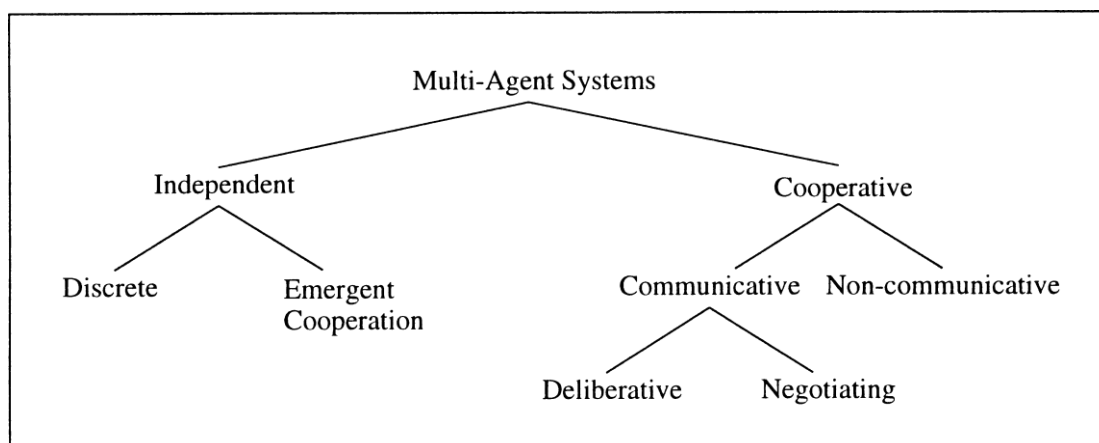 Multi-Agent Systems
Independent
Cooperative
Discrete
Emergent
Cooperation
Communicative
Non-communicative
Deliberative
Negotiating